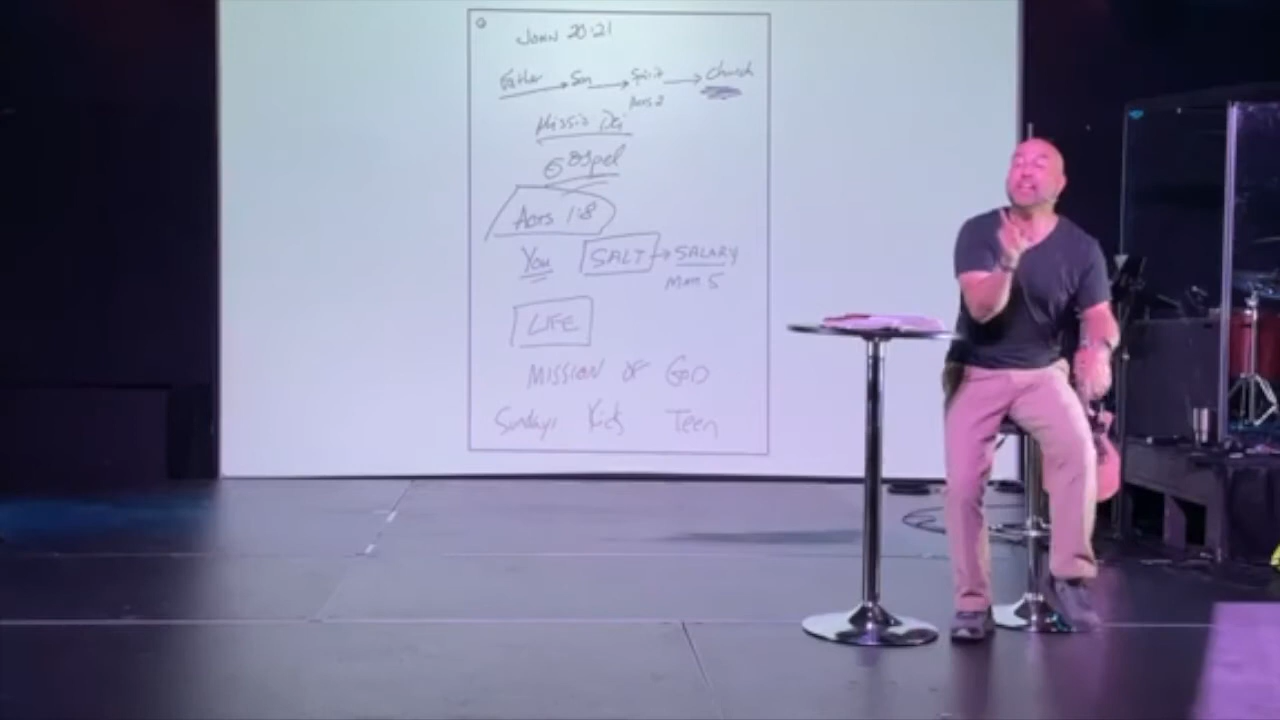 JOHN 20:21
Father → Son → Spirit → Church
Acts 2
Missio Dei
Gospel
Acts 1:8
You SALT → SALARY
Matt 5
LIFE
MISSION OF GOD
Sundays Kids Teen